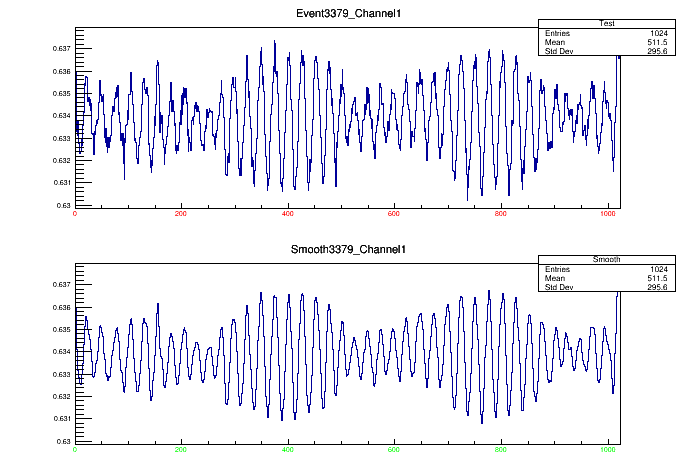 Event3379_Channel1
Test
Entries 1024
Mean 511.5
Std Dev 295.6
0.637
0.636
0.635
0.634
0.633
0.632
0.631
0.63
0 200 400 600 800 1000
Smooth3379_Channel1
Smooth
Entries 1024
Mean 511.5
Std Dev 295.6
0.637
0.636
0.635
0.634
0.633
0.632
0.631
0.63
0 200 400 600 800 1000